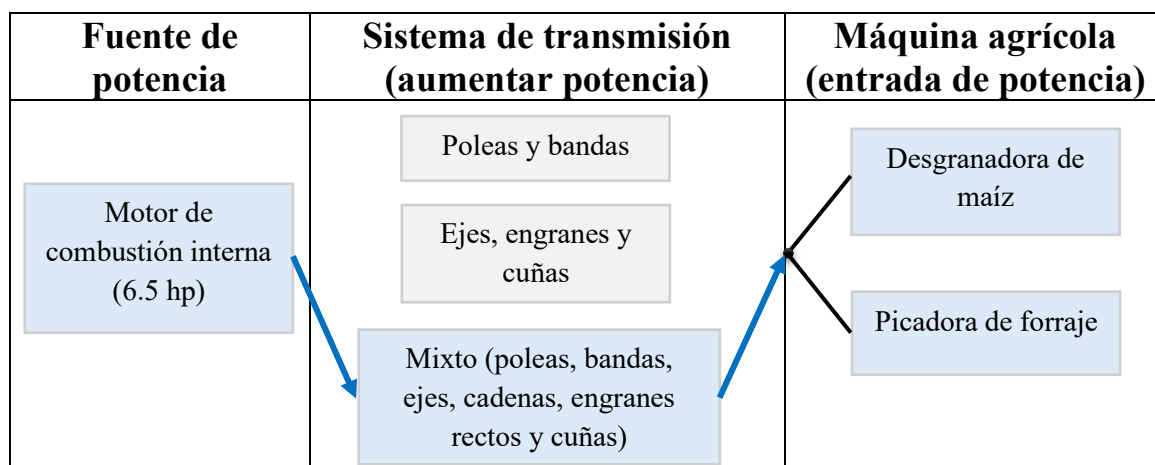 Fuente de
potencia
Sistema de transmisión
(aumentar potencia)
Máquina agrícola
(entrada de potencia)
Motor de
combustión interna
(6.5 hp)
Poleas y bandas
Ejes, engranes y
cuñas
Mixto (poleas, bandas,
ejes, cadenas, engranes
rectos y cuñas)
Desgranadora de
maíz
Picadora de forraje